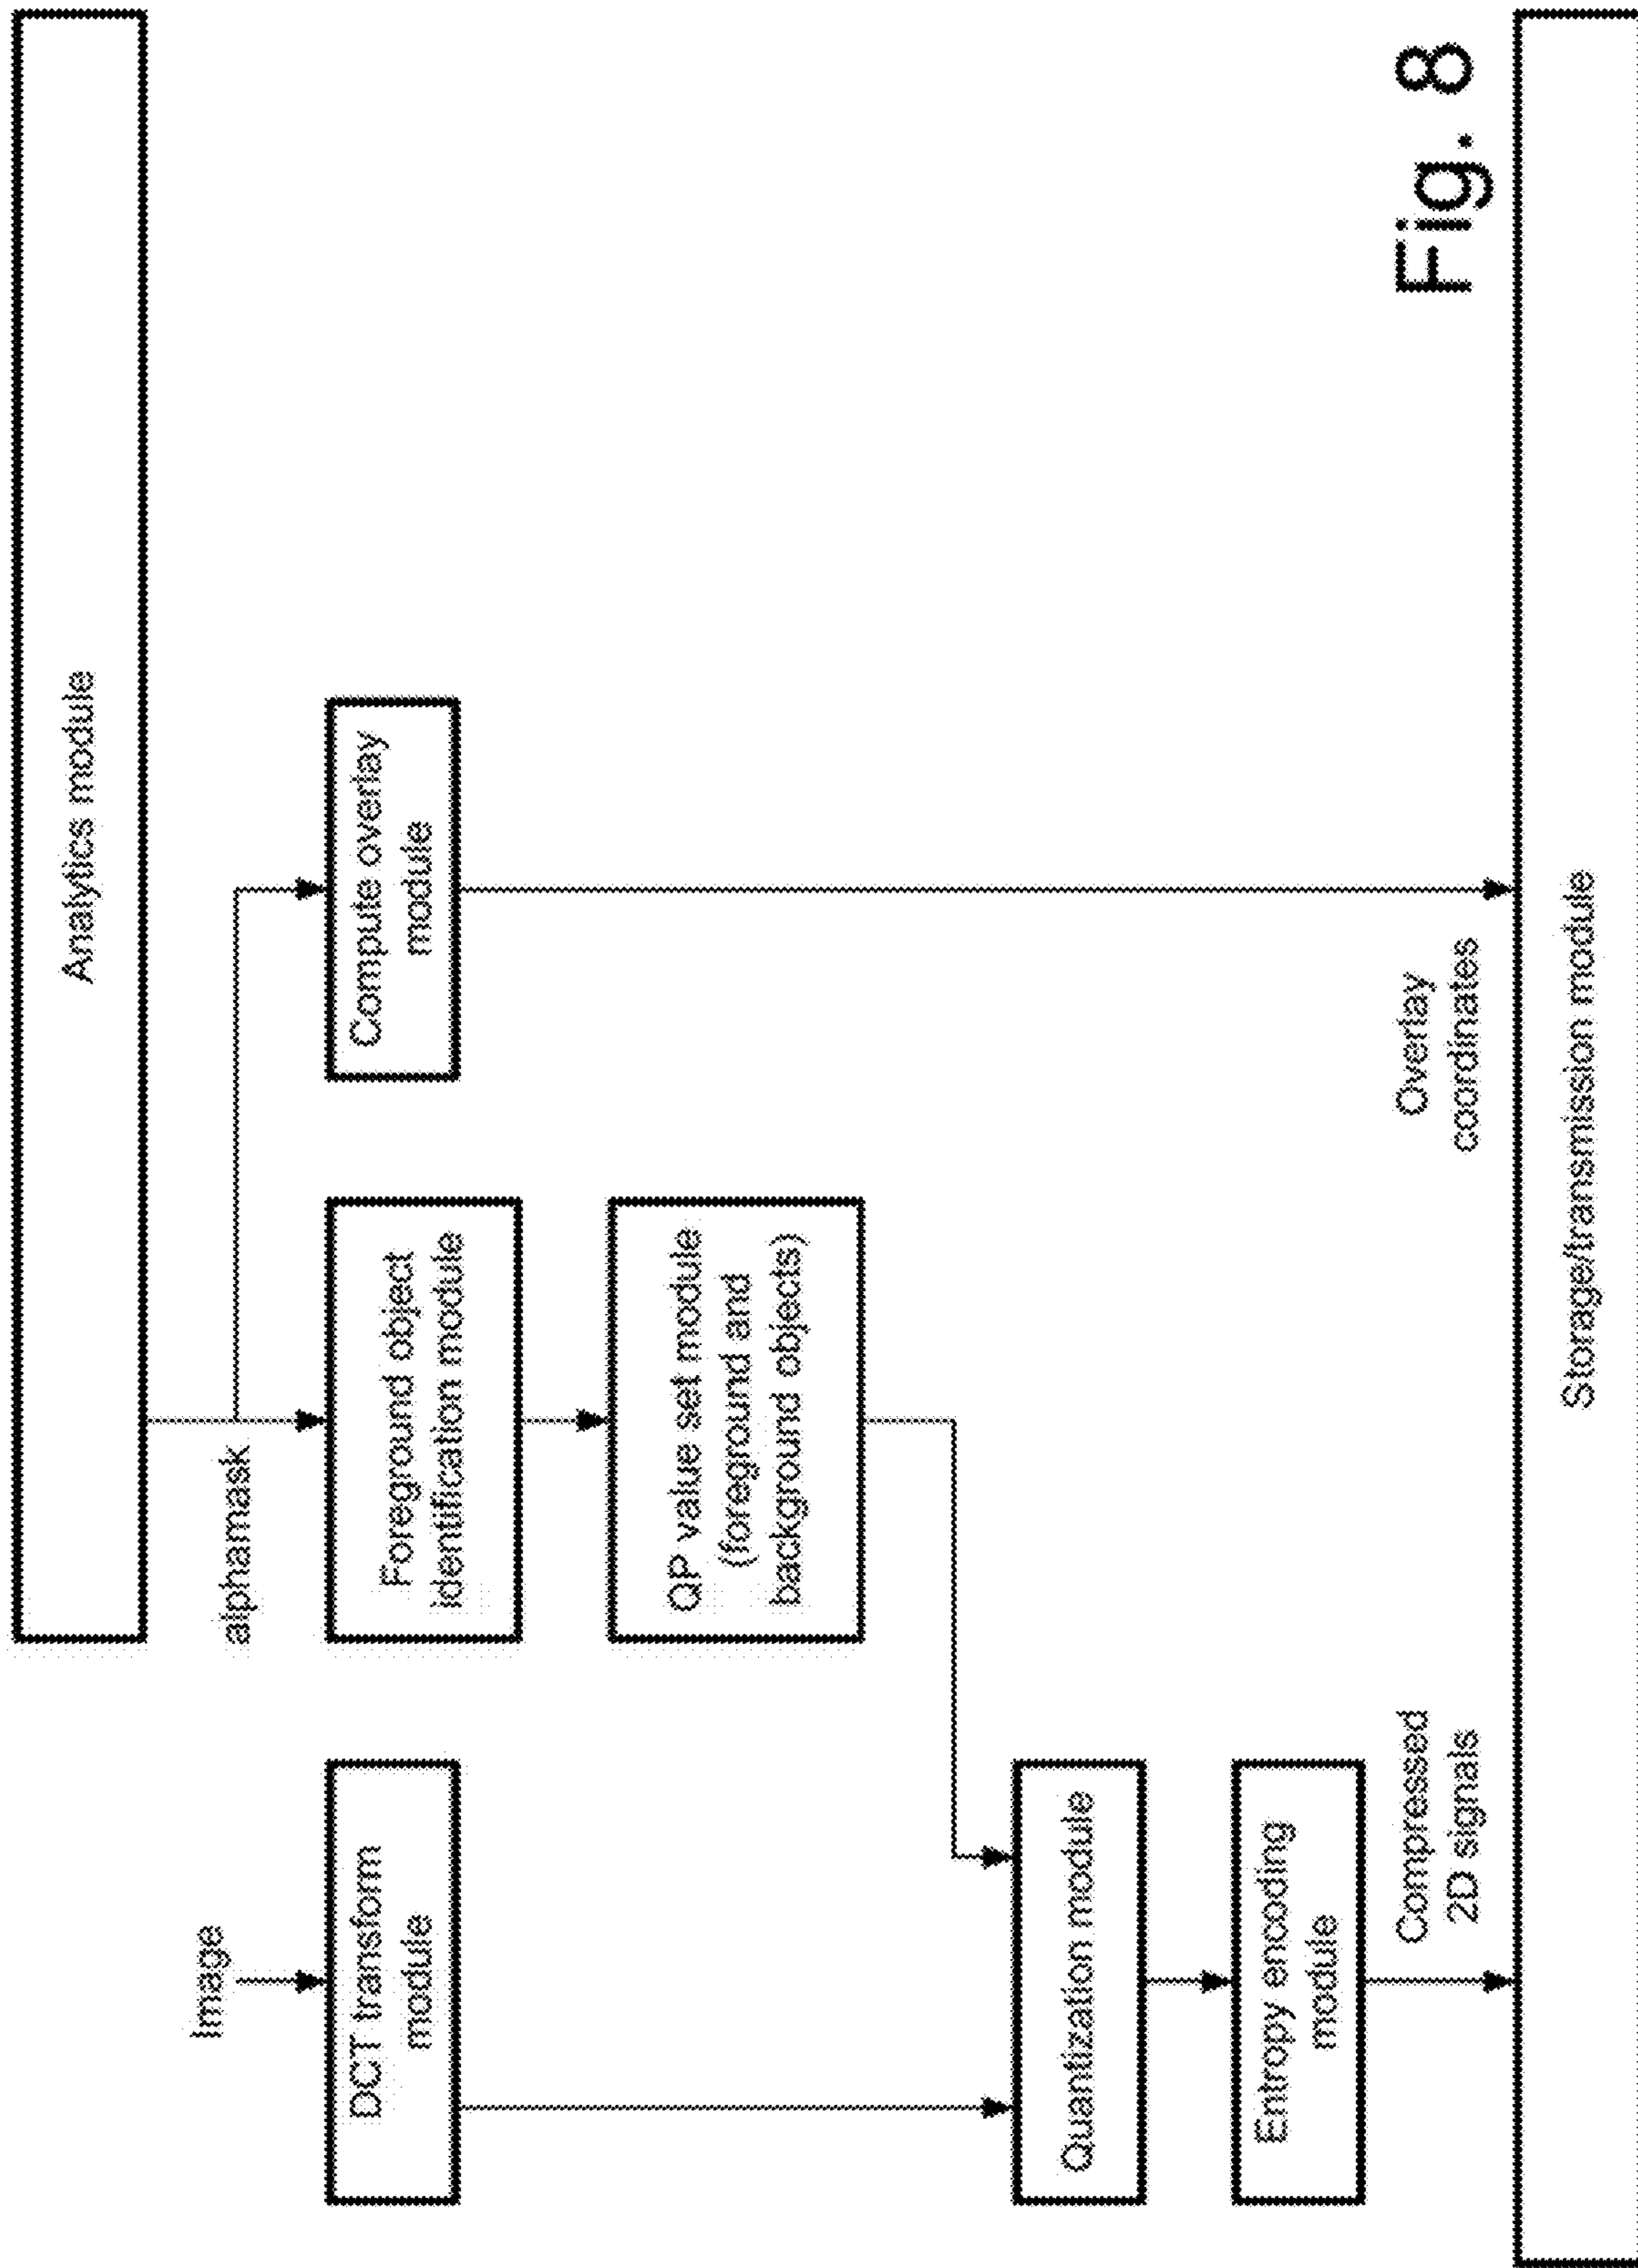 Analytics module
Image
alphamask
DCT transform
module
Foreground object
identification module
Compute overlay
module
QP value set module
(foreground and
background objects)
Quantization module
Entropy encoding
module
Compressed
2D signals
Overlay
coordinates
Storage/transmission module
Fig. 8